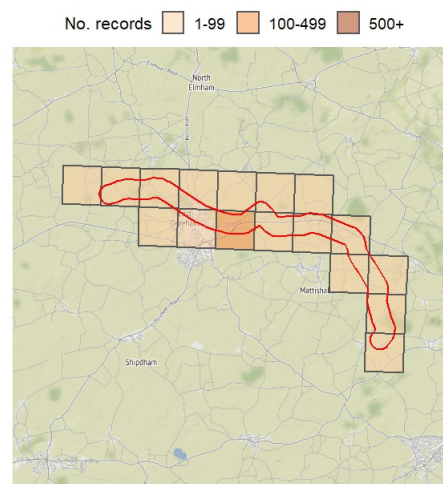 No. records 1-99 100-499 500+
North
Elmham
Dereham
Mattishall
Shipdham